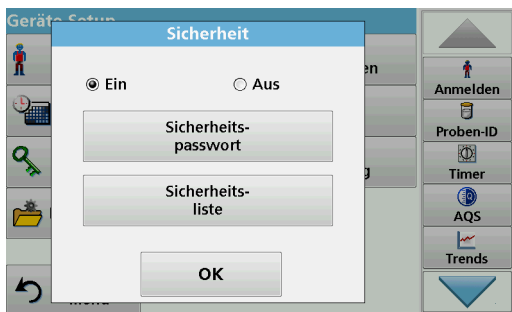 Geräte Setup
Sicherheit
Ein
Aus
Sicherheits-
passwort
Sicherheits-
liste
OK
Anmelden
Proben-ID
Timer
AQS
Trends